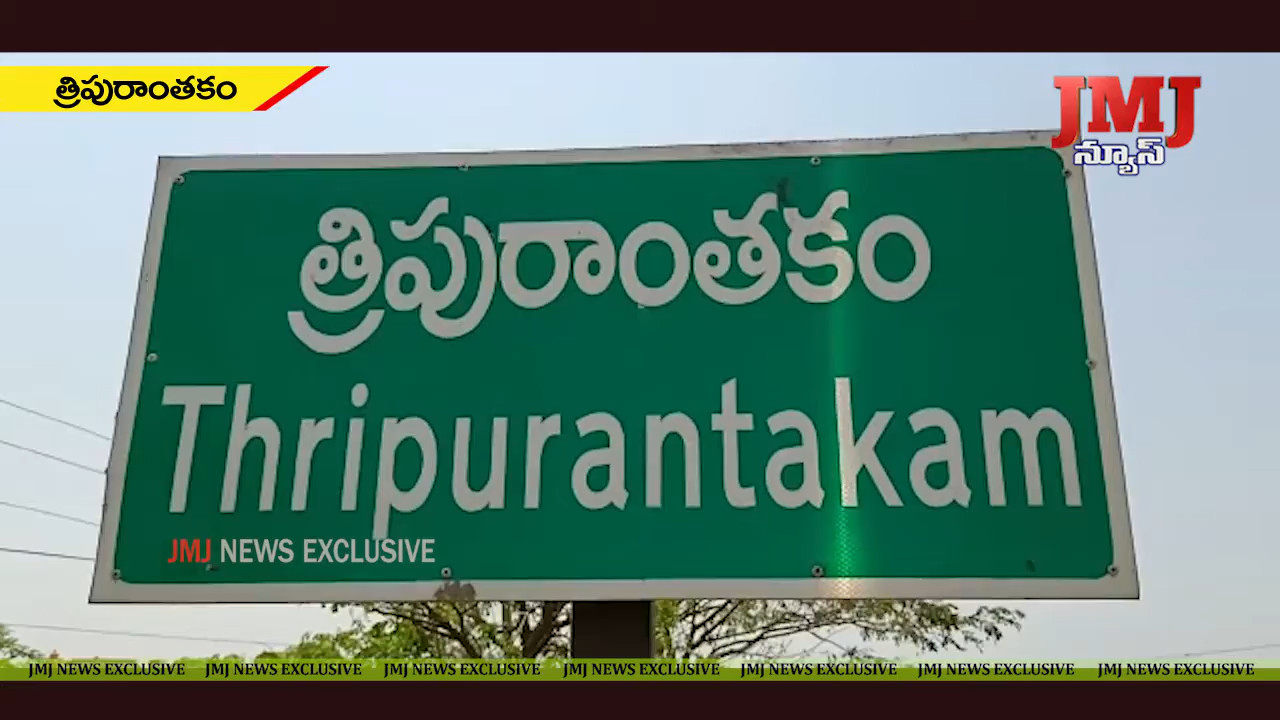 త్రిపురాంతకం
JMJ
న్యూస్
త్రిపురాంతకం
Thripurantakam
JMJ NEWS EXCLUSIVE
JMJ NEWS EXCLUSIVE JMJ NEWS EXCLUSIVE JMJ NEWS EXCLUSIVE JMJ NEWS EXCLUSIVE JMJ NEWS EXCLUSIVE JMJ NEWS EXCLUSIVE JMJ NEWS EXCLUSIVE